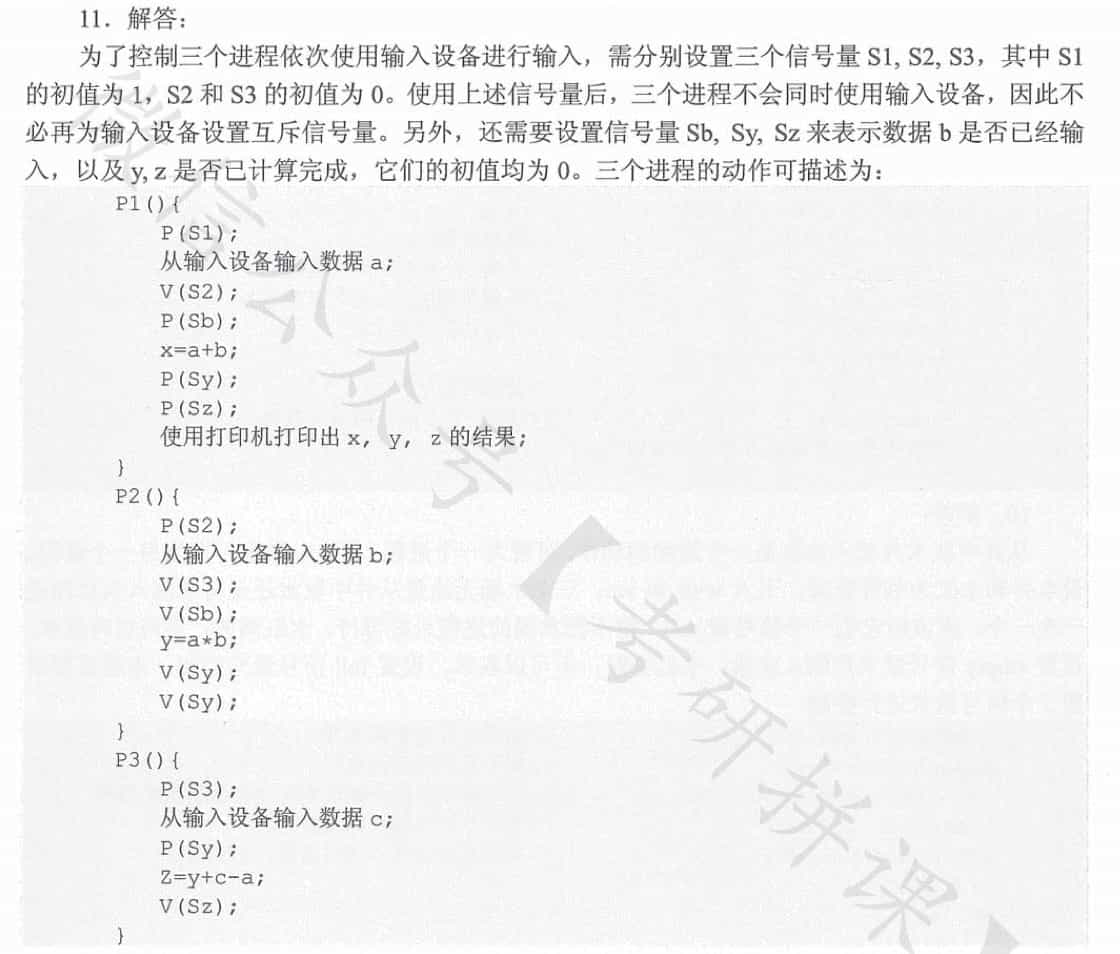 11．解答：
为了控制三个进程依次使用输入设备进行输入，需分别设置三个信号量 S1, S2, S3，其中 S1
的初值为 1，S2 和 S3 的初值为 0。使用上述信号量后，三个进程不会同时使用输入设备，因此不
必再为输入设备设置互斥信号量。另外，还需要设置信号量 Sb, Sy, Sz 来表示数据 b 是否已经输
入，以及 y, z 是否已计算完成，它们的初值均为 0。三个进程的动作可描述为：
P1(){
P(S1);
从输入设备输入数据 a;
V(S2);
P(Sb);
x=a+b;
P(Sy);
P(Sz);
使用打印机打印出 x, y, z 的结果;
}
P2(){
P(S2);
从输入设备输入数据 b;
V(S3);
V(Sb);
y=a*b;
V(Sy);
V(Sy);
}
P3(){
P(S3);
从输入设备输入数据 c;
P(Sy);
Z=y+c-a;
V(Sz);
}
微信公众号【考研拼课】